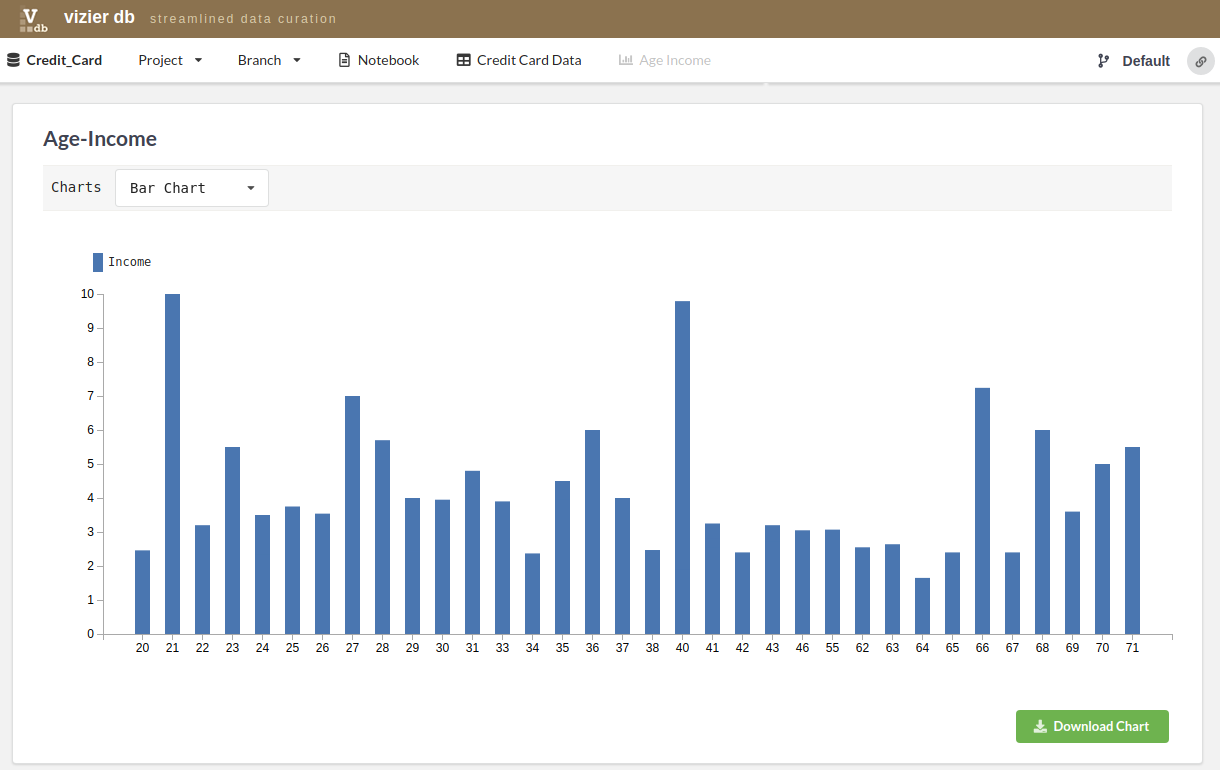 V db vizier db streamlined data curation
Credit_Card Project Branch Notebook Credit Card Data Age Income Default
Age-Income
Charts Bar Chart
Income
10
9
8
7
6
5
4
3
2
1
0
20 21 22 23 24 25 26 27 28 29 30 31 33 34 35 36 37 38 40 41 42 43 46 55 62 63 64 65 66 67 68 69 70 71
Download Chart